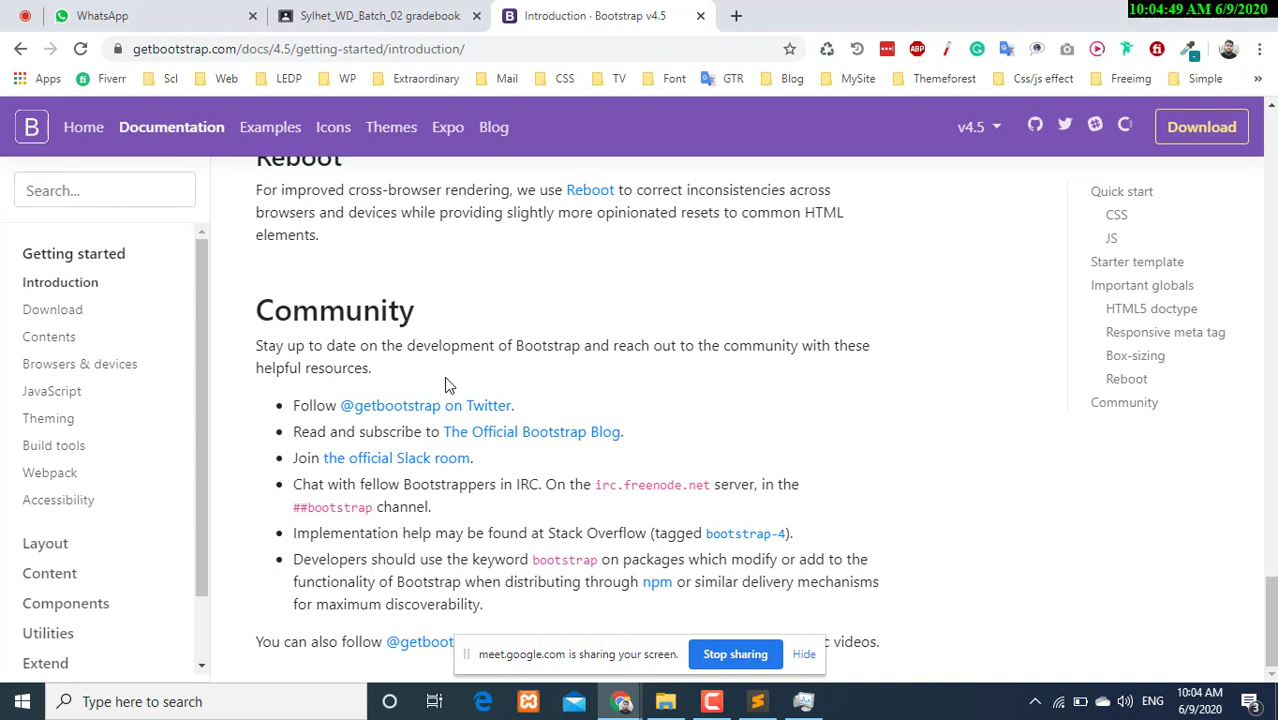 WhatsApp
Sylhet_WD_Batch_02 gradebook
B Introduction · Bootstrap v4.5
10:04:49 AM 6/9/2020
getbootstrap.com/docs/4.5/getting-started/introduction/
ABP
Apps
fi Fiverr
Scl
Web
LEDP
WP
Extraordinary
Mail
CSS
TV
Font
GTR
Blog
MySite
Themeforest
Css/js effect
Freeimg
Simple
B Home Documentation Examples Icons Themes Expo Blog v4.5 Download
Search...
Getting started
Introduction
Download
Contents
Browsers & devices
JavaScript
Theming
Build tools
Webpack
Accessibility
Layout
Content
Components
Utilities
Extend
Reboot
For improved cross-browser rendering, we use Reboot to correct inconsistencies across
browsers and devices while providing slightly more opinionated resets to common HTML
elements.
Community
Stay up to date on the development of Bootstrap and reach out to the community with these
helpful resources.
• Follow @getbootstrap on Twitter.
• Read and subscribe to The Official Bootstrap Blog.
• Join the official Slack room.
• Chat with fellow Bootstrappers in IRC. On the irc.freenode.net server, in the
##bootstrap channel.
• Implementation help may be found at Stack Overflow (tagged bootstrap-4).
• Developers should use the keyword bootstrap on packages which modify or add to the
functionality of Bootstrap when distributing through npm or similar delivery mechanisms
for maximum discoverability.
You can also follow @getboot
c videos.
Quick start
CSS
JS
Starter template
Important globals
HTML5 doctype
Responsive meta tag
Box-sizing
Reboot
Community
meet.google.com is sharing your screen. Stop sharing Hide
Type here to search
ENG
10:04 AM
6/9/2020
3